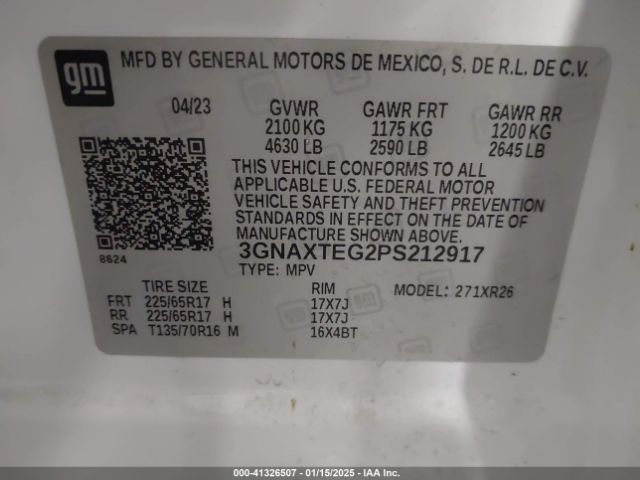 gm
MFD BY GENERAL MOTORS DE MEXICO, S. DE R.L. DE C.V.
04/23 GVWR GAWR FRT GAWR RR
2100 KG 1175 KG 1200 KG
4630 LB 2590 LB 2645 LB
THIS VEHICLE CONFORMS TO ALL
APPLICABLE U.S. FEDERAL MOTOR
VEHICLE SAFETY AND THEFT PREVENTION
STANDARDS IN EFFECT ON THE DATE OF
MANUFACTURE SHOWN ABOVE.
8624 3GNAXTEG2PS212917
TYPE: MPV
TIRE SIZE RIM MODEL: 271XR26
FRT 225/65R17 H 17X7J
RR 225/65R17 H 17X7J
SPA T135/70R16 M 16X4BT
000-41326507 - 01/15/2025 - IAAI.ca